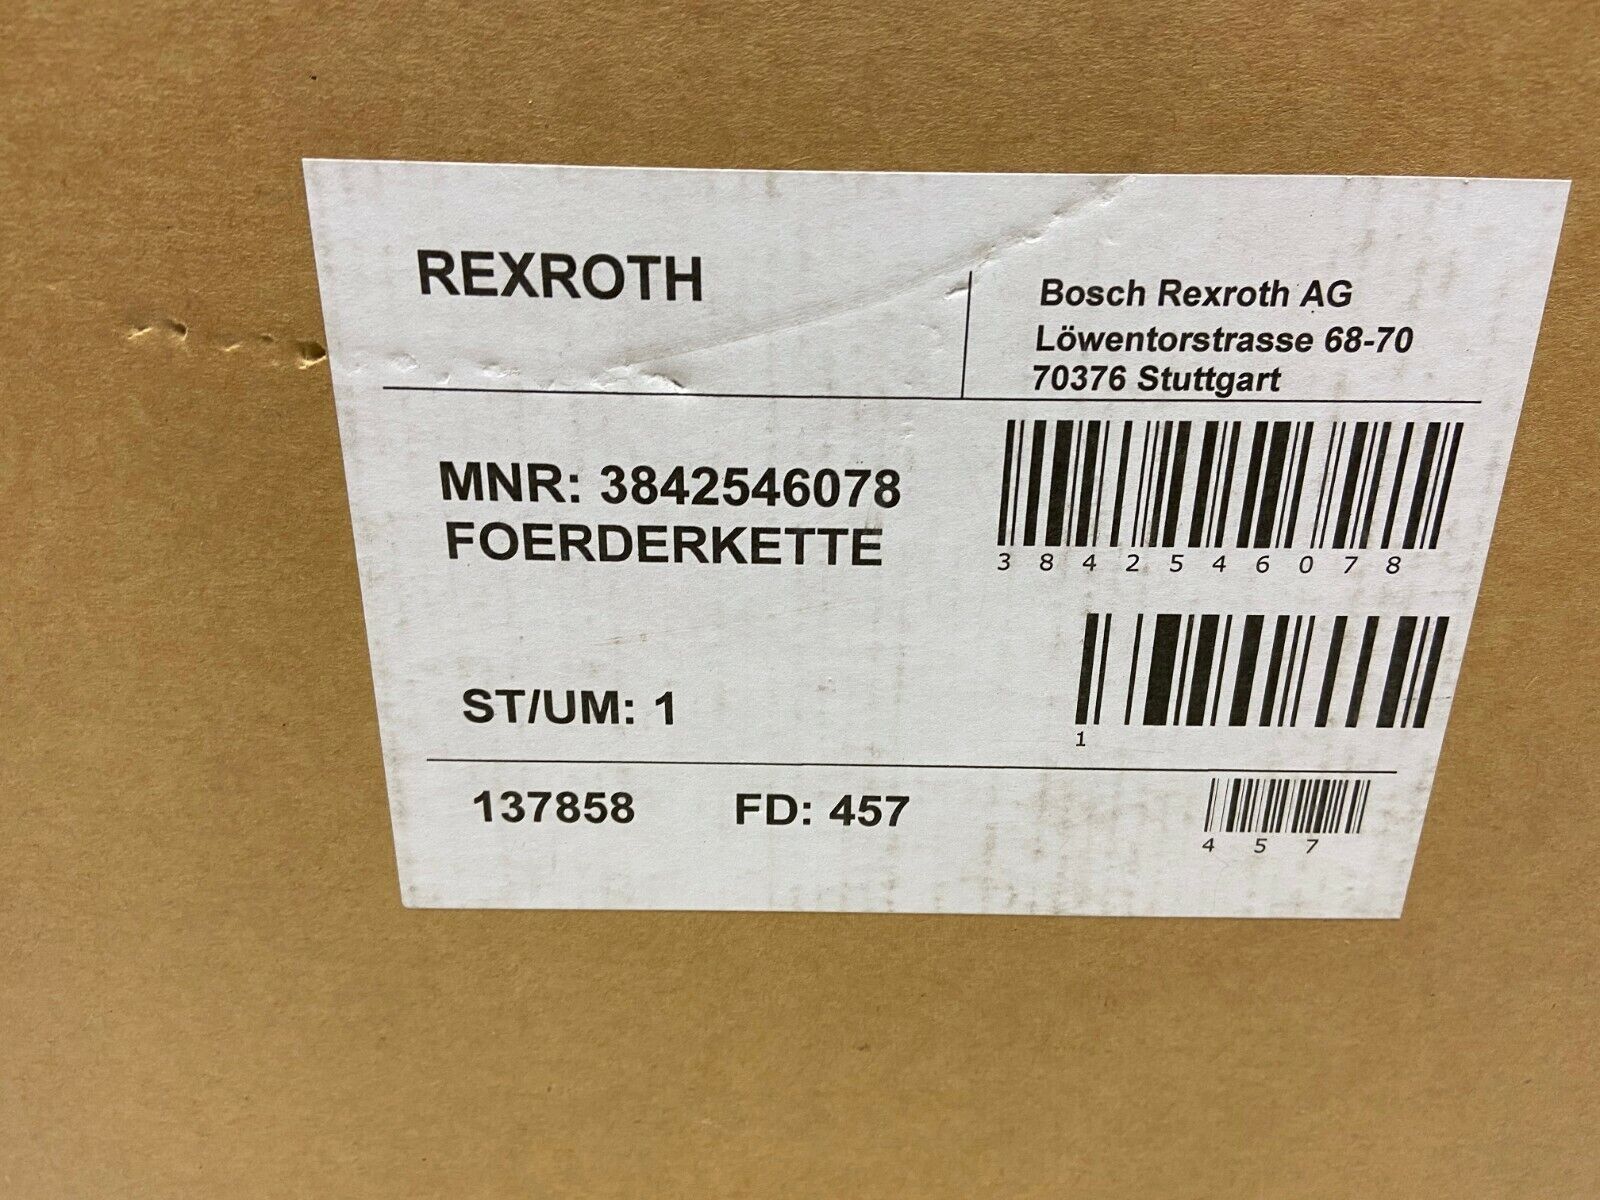 REXROTH
Bosch Rexroth AG
Löwentorstrasse 68-70
70376 Stuttgart
MNR: 3842546078
FOERDERKETTE
3842546078
ST/UM: 1
1
137858 FD: 457
457